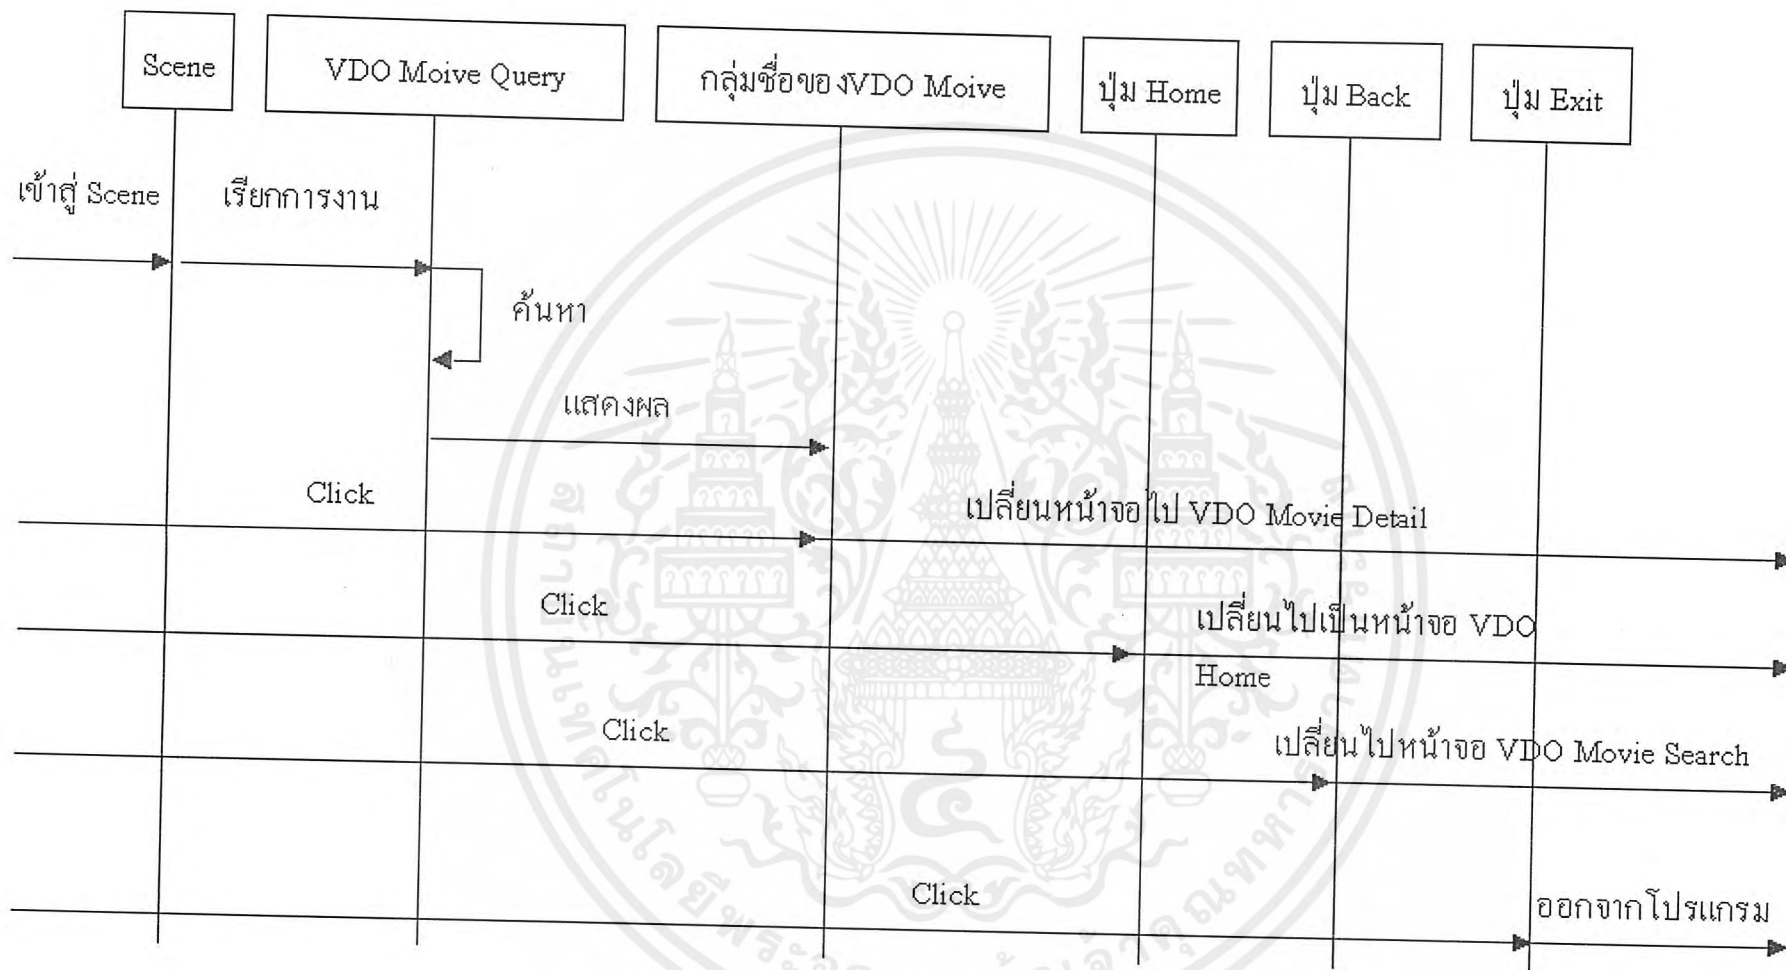 Scene
VDO Moive Query
กลุ่มชื่อของVDO Moive
ปุ่ม Home
ปุ่ม Back
ปุ่ม Exit
เข้าสู่ Scene
เรียกการงาน
ค้นหา
แสดงผล
Click
เปลี่ยนหน้าจอไป VDO Movie Detail
Click
เปลี่ยนไปเป็นหน้าจอ VDO
Home
Click
เปลี่ยนไปหน้าจอ VDO Movie Search
Click
ออกจากโปรแกรม